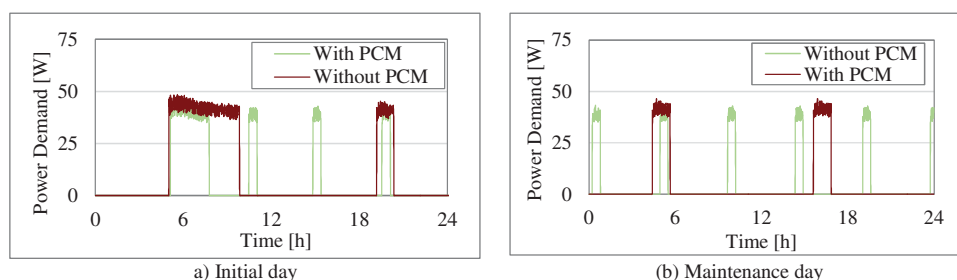 75
50
25
0
Power Demand [W]
With PCM
Without PCM
0 6 12 18 24
Time [h]
a) Initial day
75
50
25
0
Power Demand [W]
Without PCM
With PCM
0 6 12 18 24
Time [h]
(b) Maintenance day